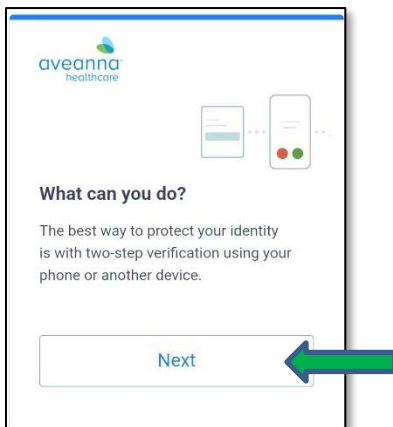 aveanna
healthcare
What can you do?
The best way to protect your identity
is with two-step verification using your
phone or another device.
Next